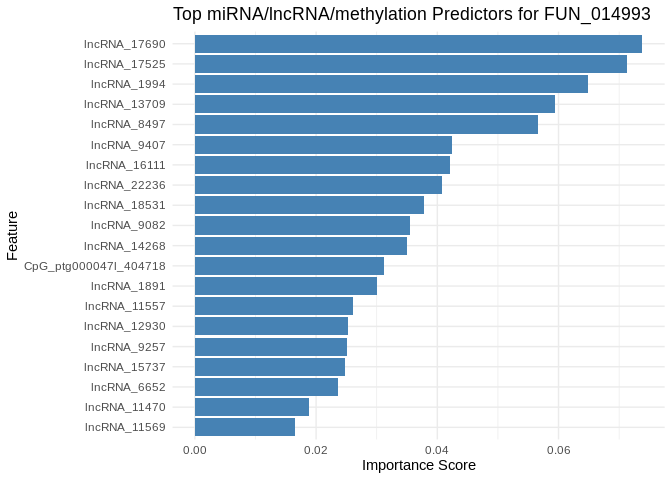 Top miRNA/lncRNA/methylation Predictors for FUN_014993
lncRNA_17690
lncRNA_17525
lncRNA_1994
lncRNA_13709
lncRNA_8497
lncRNA_9407
lncRNA_16111
lncRNA_22236
lncRNA_18531
lncRNA_9082
lncRNA_14268
CpG_ptg000047l_404718
lncRNA_1891
lncRNA_11557
lncRNA_12930
lncRNA_9257
lncRNA_15737
lncRNA_6652
lncRNA_11470
lncRNA_11569
Feature
0.00 0.02 0.04 0.06
Importance Score